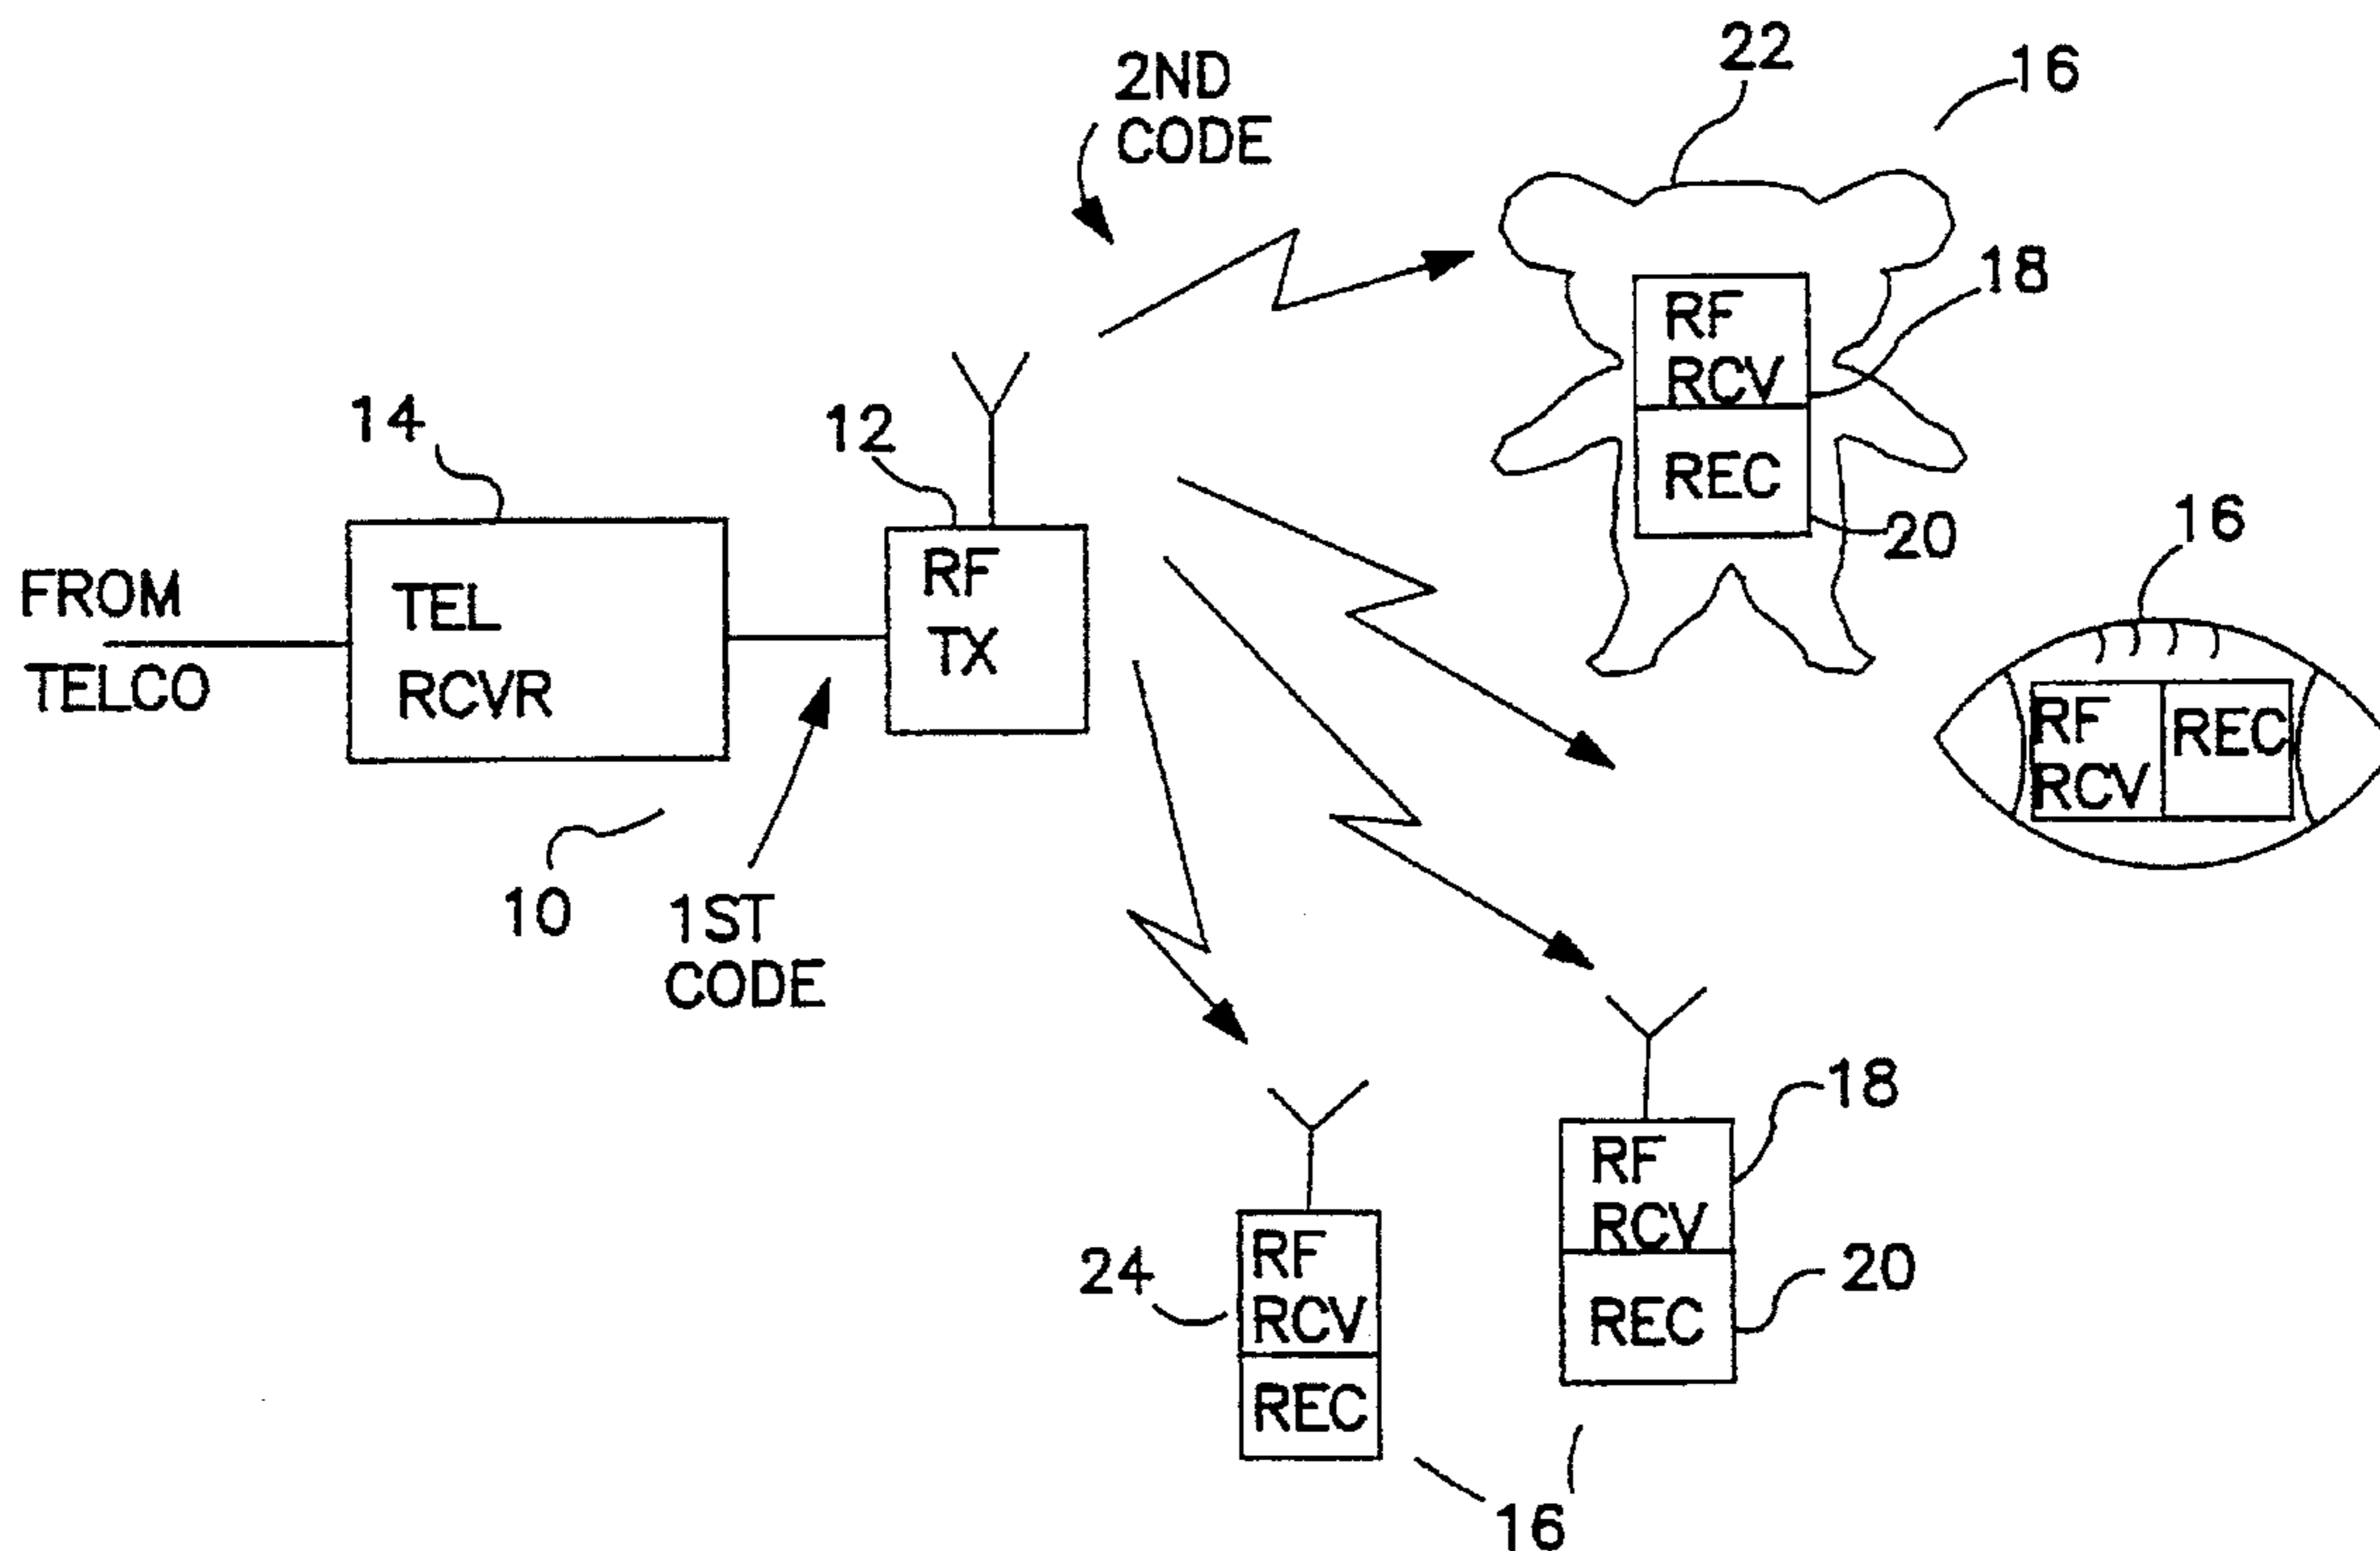 2ND
CODE
22
16
18
RF
RCV
REC
20
14
12
FROM
TELCO
TEL
RCVR
RF
TX
16
RF
RCV
REC
10
1ST
CODE
18
RF
RCV
REC
20
24
RF
RCV
REC
16